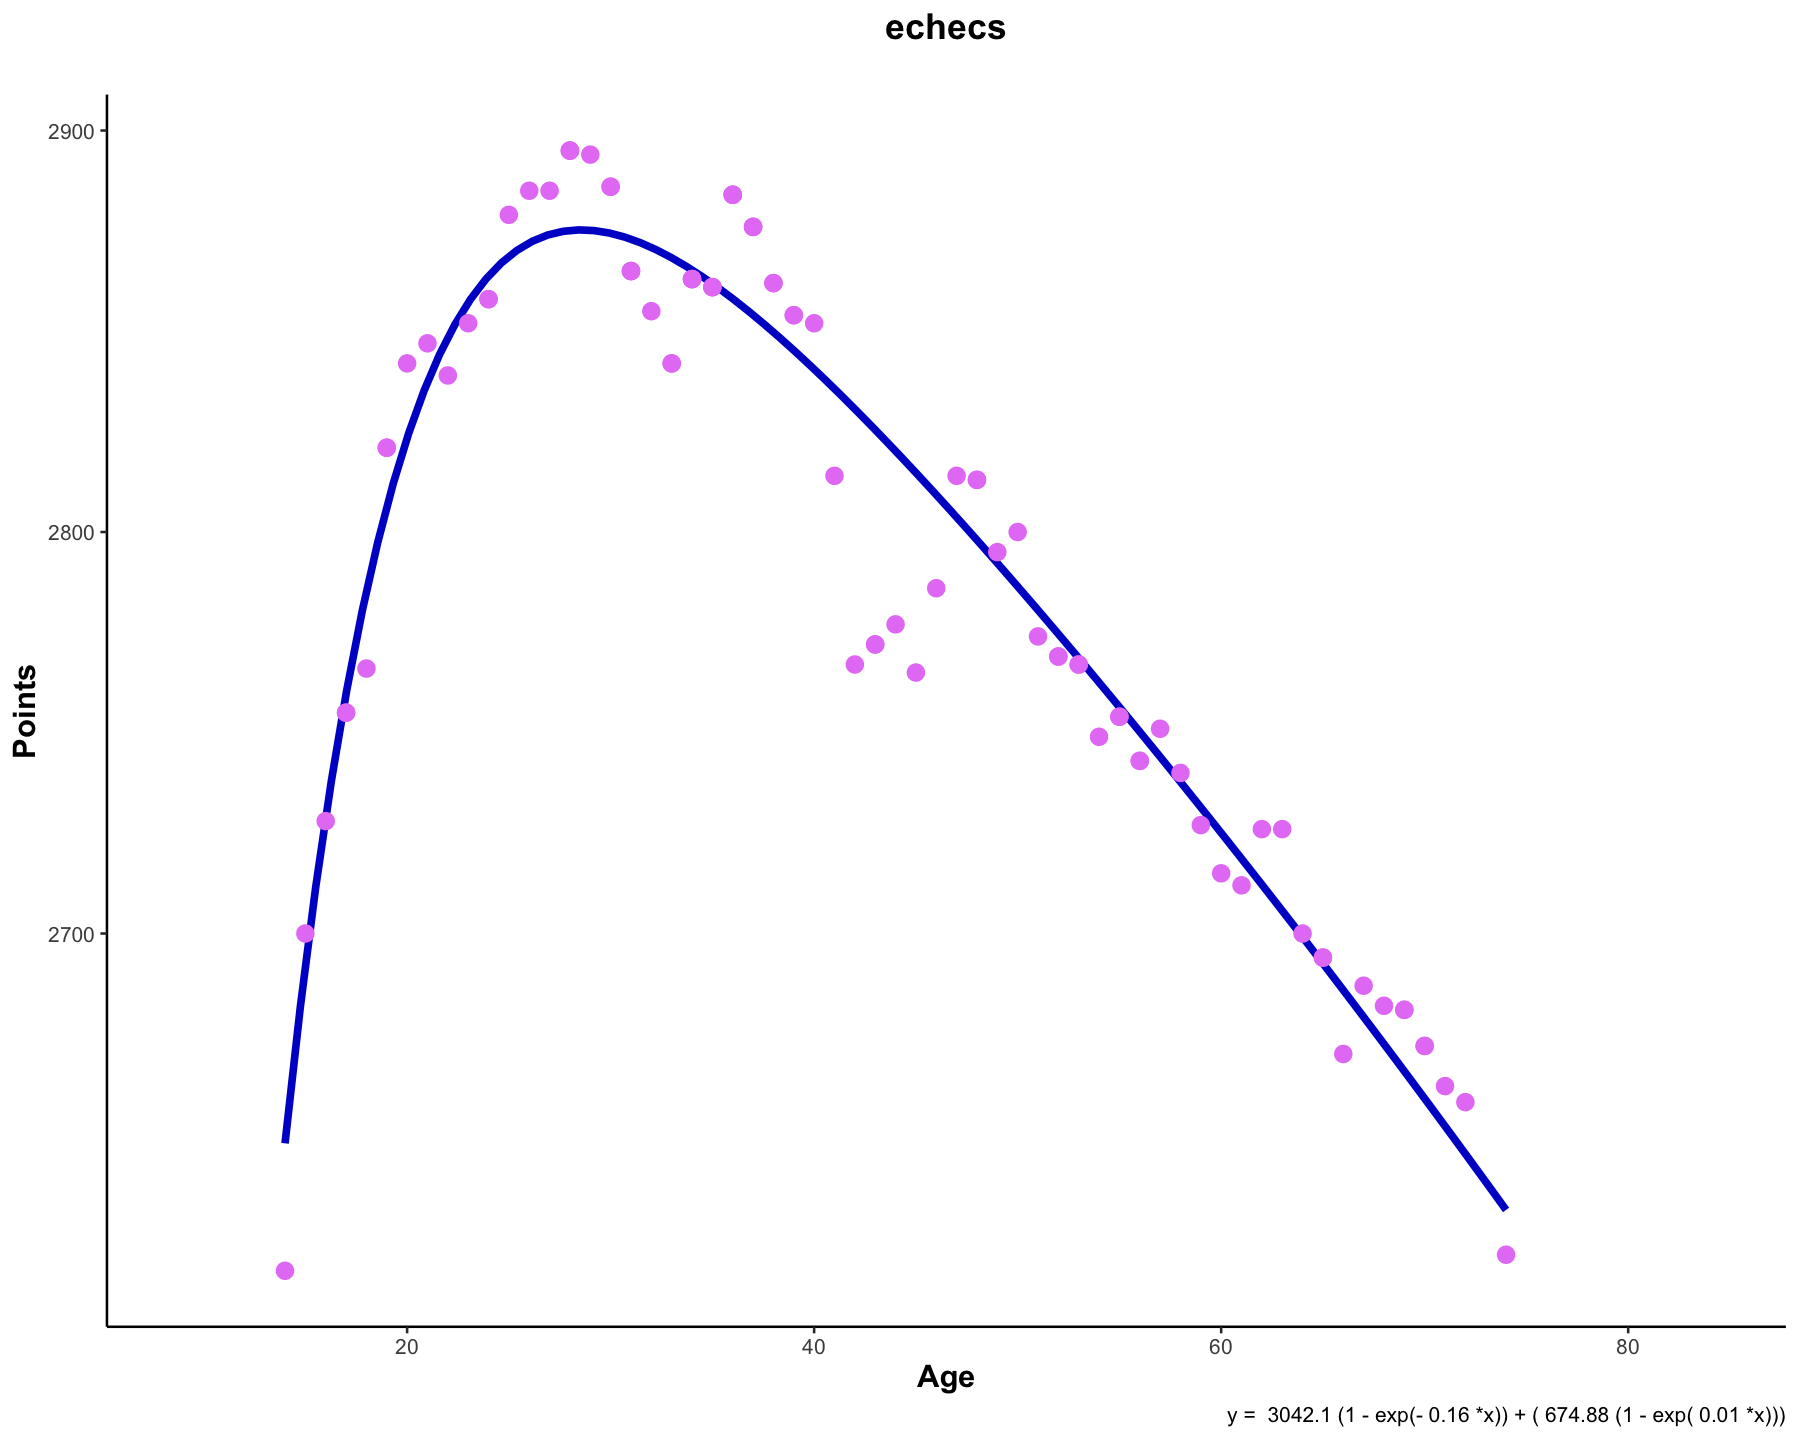 echecs
2900
2800
2700
Points
20 40 60 80
Age
y =  3042.1 (1 - exp(- 0.16 *x)) + ( 674.88 (1 - exp( 0.01 *x)))